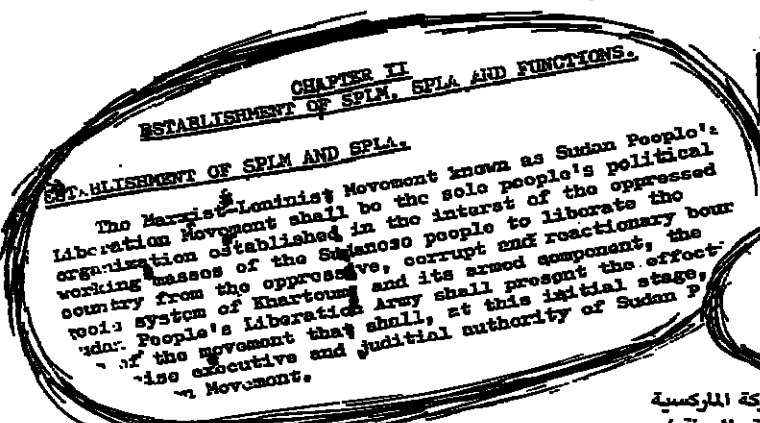 CHAPTER II
ESTABLISHMENT OF SPLM, SPLA AND FUNCTIONS.
ESTABLISHMENT OF SPLM AND SPLA.
The Marxist-Leninist Movement known as Sudan People's
Liberation Movement shall be the sole people's political
organization established in the interst of the oppressed
working masses of the Sudanese people to liberate the
country from the oppressive, corrupt and reactionary bour
system of Khartoum and its armed component, the
People's Liberation Army shall present the effect-
of the movement that shall, at this initial stage,
executive and juditial authority of Sudan P
Movement.
كة الماركسية